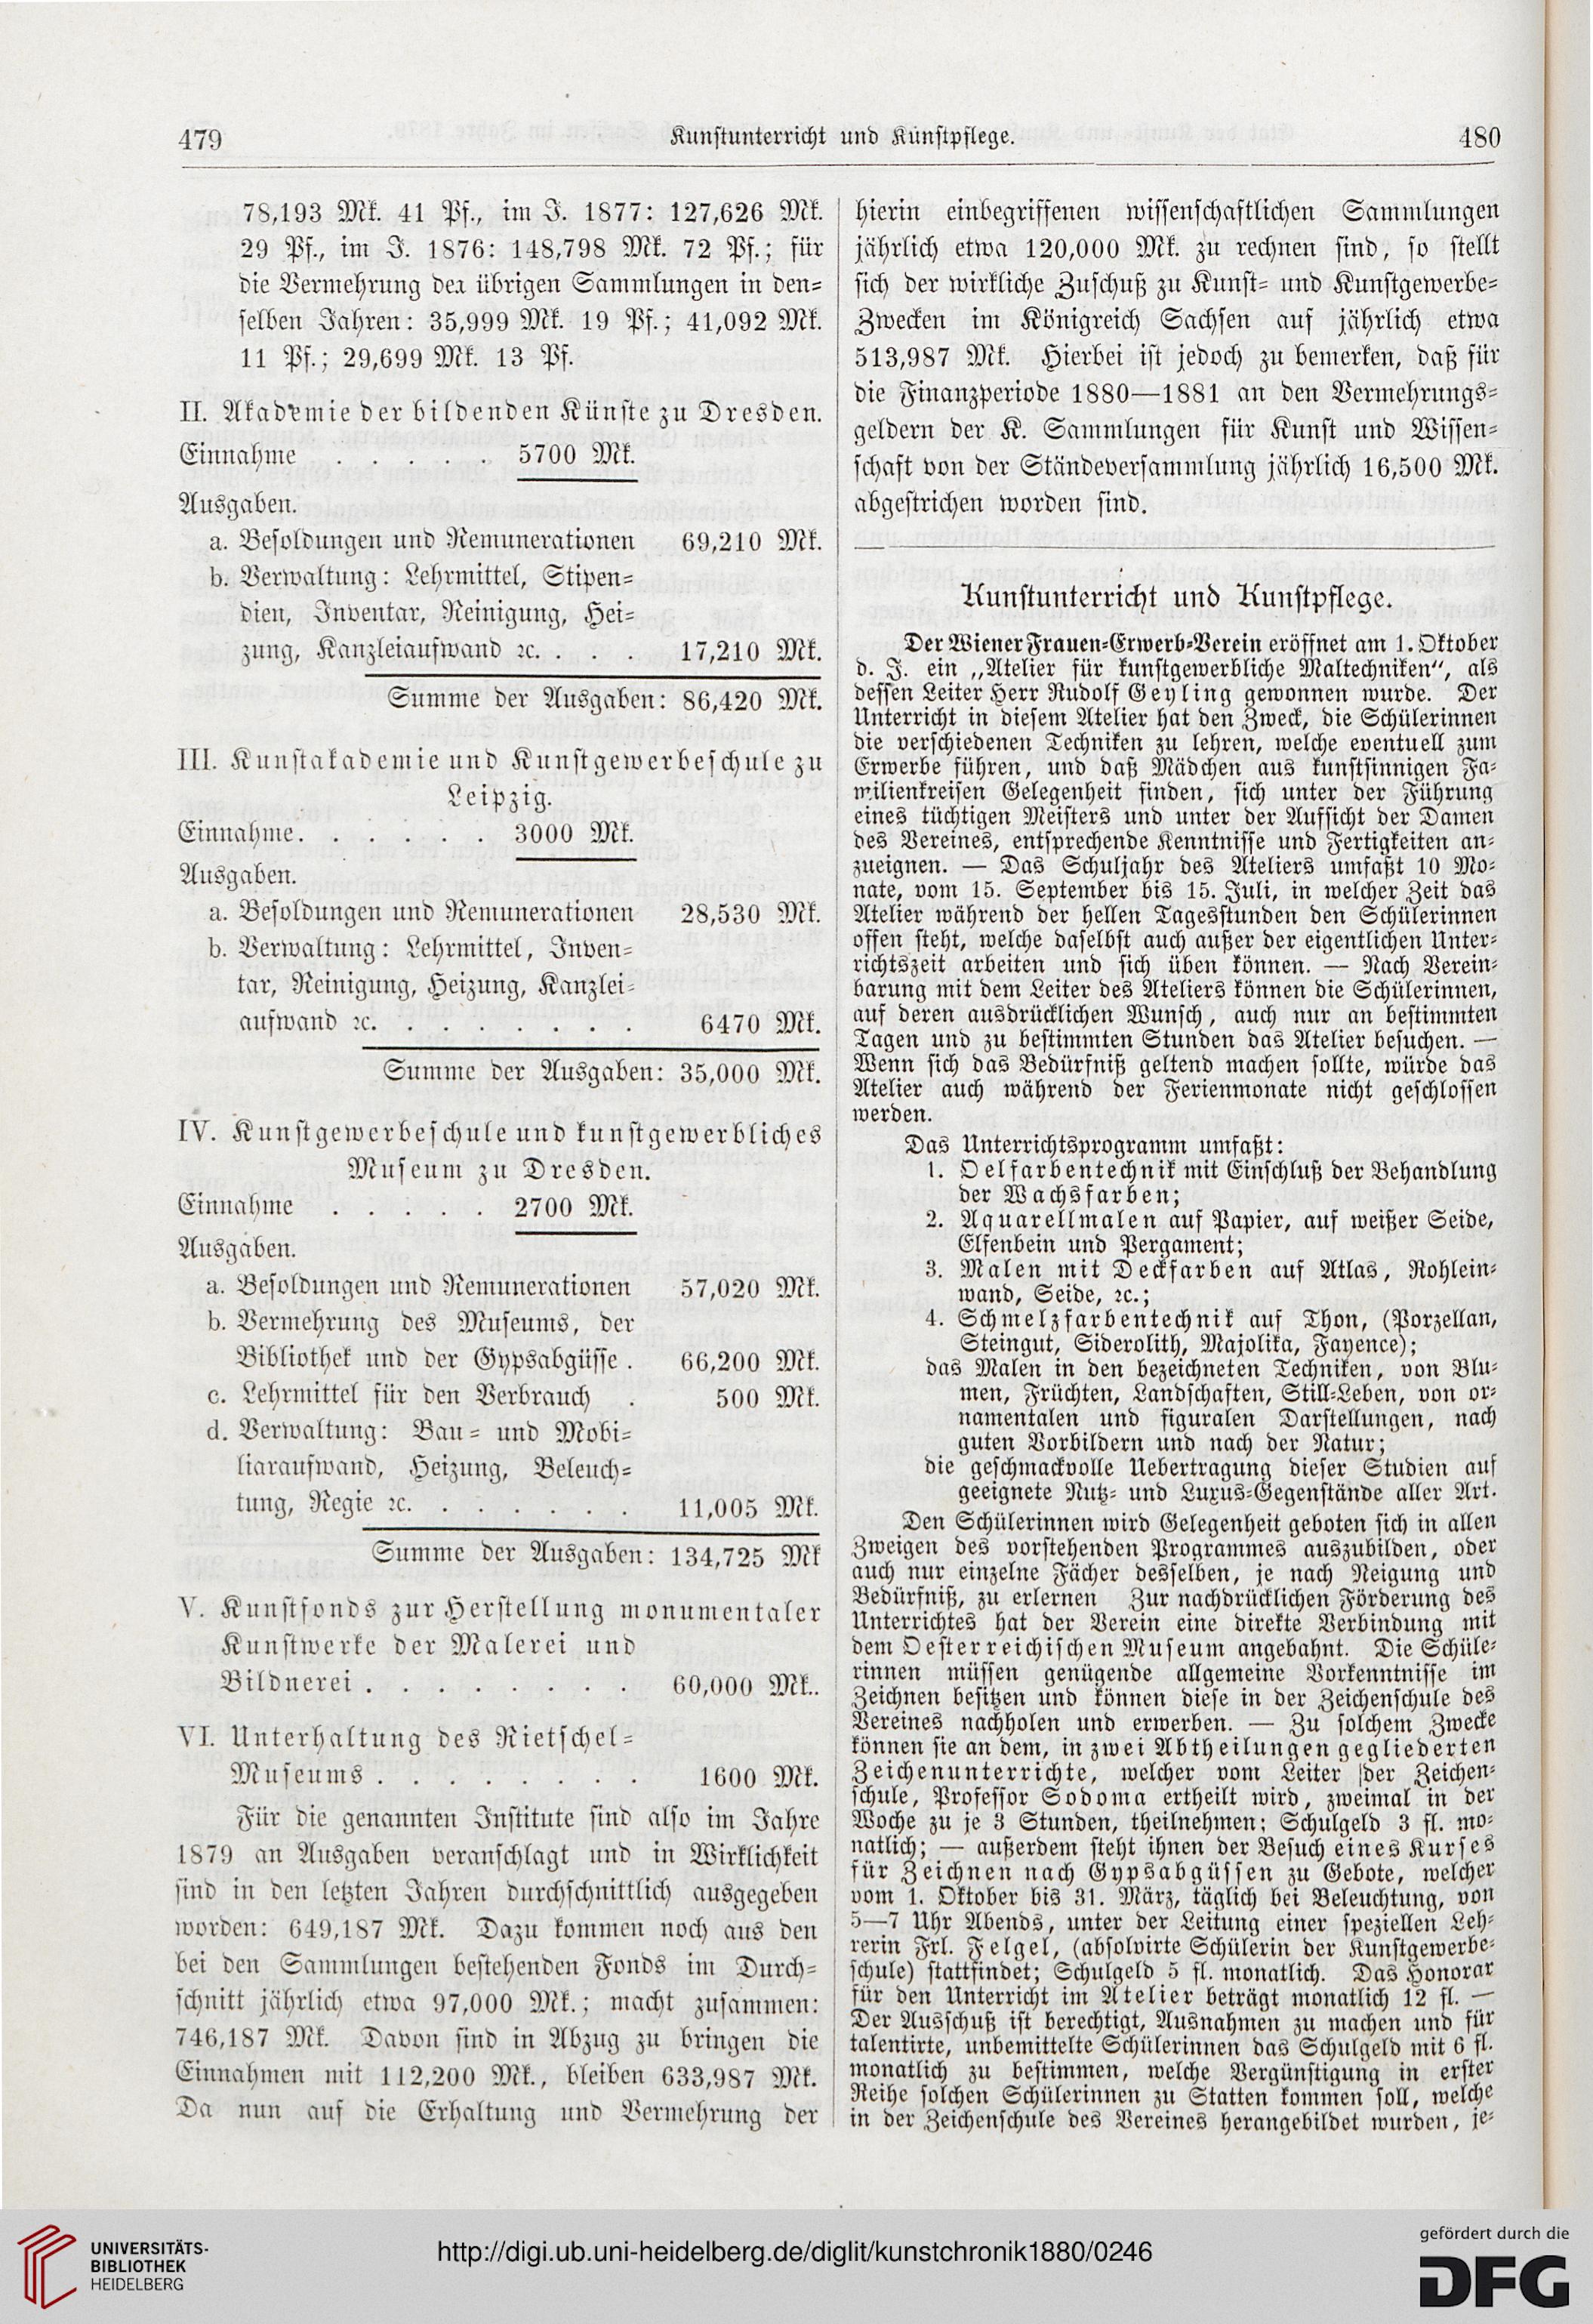 479
Kunstunterricht und Kunstpflege.
480
78,193 Mk. 41 Pf., im J. 1877: 127,626 Mk.
29 Pf., im J. 1876: 148,798 Mk. 72 Pf.; für
die Vermehrung der übrigen Sammlungen in den-
selben Jahren: 35,999 Mk. 19 Pf.; 41,092 Mk.
11 Pf.; 29,699 Mk. 13 Pf.
II. Akademie der bildenden Künste zu Dresden.
Einnahme . . . . . 5700 Mk.
Ausgaben.
a. Besoldungen und Remunerationen 69,210 Mk.
b. Verwaltung: Lehrmittel, Stipen-
dien, Inventar, Reinigung, Hei-
zung, Kanzleiaufwand ꝛc. . . . 17,210 Mk.
Summe der Ausgaben: 86,420 Mk.
III. Kunstakademie und Kunstgewerbeschule zu
Leipzig.
Einnahme. . . . . . 3000 Mk.
Ausgaben.
a. Besoldungen und Remunerationen 28,530 Mk.
b. Verwaltung: Lehrmittel, Inven-
tar, Reinigung, Heizung, Kanzlei-
aufwand ꝛc. . . . . . . . 6470 Mk.
Summe der Ausgaben: 35,000 Mk.
IV. Kunstgewerbeschule und kunstgewerbliches
Museum zu Dresden.
Einnahme . . . . . 2700 Mk.
Ausgaben.
a. Besoldungen und Remunerationen 57,020 Mk.
b. Vermehrung des Museums, der
Bibliothek und der Gypsabgüsse . 66,200 Mk.
c. Lehrmittel für den Verbrauch . 500 Mk.
d. Verwaltung: Bau- und Mobi-
liaraufwand, Heizung, Beleuch-
tung, Regie ꝛc. . . . . . . 11,005 Mk.
Summe der Ausgaben: 134,725 Mk
V. Kunstfonds zur Herstellung monumentaler
Kunstwerke der Malerei und
Bildnerei . . . . . . . . 60,000 Mk..
VI. Unterhaltung des Rietschel-
Museums . . . . . . . . 1600 Mk.
Für die genannten Institute sind also im Jahre
1879 an Ausgaben veranschlagt und in Wirklichkeit
sind in den letzten Jahren durchschnittlich ausgegeben
worden: 649,187 Mk. Dazu kommen noch aus den
bei den Sammlungen bestehenden Fonds im Durch-
schnitt jährlich etwa 97,000 Mk.; macht zusammen:
746,187 Mk. Davon sind in Abzug zu bringen die
Einnahmen mit 112,200 Mk., bleiben 633,987 Mk.
Da nun auf die Erhaltung und Vermehrung der
hierin einbegriffenen wissenschaftlichen Sammlungen
jährlich etwa 120,000 Mk. zu rechnen sind, so stellt
sich der wirkliche Zuschuß zu Kunst- und Kunstgewerbe-
Zwecken im Königreich Sachsen auf jährlich etwa
513,987 Mk. Hierbei ist jedoch zu bemerken, daß für
die Finanzperiode 1880—1881 an den Vermehrungs-
geldern der K. Sammlungen für Kunst und Wissen-
schaft von der Ständeversammlung jährlich 16,500 Mk.
abgestrichen worden sind.
Kunstunterricht und Kunstpflege.
Der Wiener Frauen-Erwerb-Verein eröffnet am 1. Oktober
d. J. ein „Atelier für kunstgewerbliche Maltechniken“, als
dessen Leiter Herr Rudolf Geyling gewonnen wurde. Der
Unterricht in diesem Atelier hat den Zweck, die Schülerinnen
die verschiedenen Techniken zu lehren, welche eventuell zum
Erwerbe führen, und daß Mädchen aus kunstsinnigen Fa-
milienkreisen Gelegenheit finden, sich unter der Führung
eines tüchtigen Meisters und unter der Aufsicht der Damen
des Vereines, entsprechende Kenntnisse und Fertigkeiten an-
zueignen. — Das Schuljahr des Ateliers umfaßt 10 Mo-
nate, vom 15. September bis 15. Juli, in welcher Zeit das
Atelier während der hellen Tagesstunden den Schülerinnen
offen steht, welche daselbst auch außer der eigentlichen Unter-
richtszeit arbeiten und sich üben können. — Nach Verein-
barung mit dem Leiter des Ateliers können die Schülerinnen,
auf deren ausdrücklichen Wunsch, auch nur an bestimmten
Tagen und zu bestimmten Stunden das Atelier besuchen. —
Wenn sich das Bedürfniß geltend machen sollte, würde das
Atelier auch während der Ferienmonate nicht geschlossen
werden.
Das Unterrichtsprogramm umfaßt:
1. Oelfarbentechnik mit Einschluß der Behandlung
der Wachsfarben;
2. Aquarellmalen auf Papier, auf weißer Seide,
Elfenbein und Pergament;
3. Malen mit Deckfarben auf Atlas, Rohlein-
wand, Seide, ꝛc.;
4. Schmelzfarbentechnik auf Thon, (Porzellan,
Steingut, Siderolith, Majolika, Fayence);
das Malen in den bezeichneten Techniken, von Blu-
men, Früchten, Landschaften, Still-Leben, von or-
namentalen und figuralen Darstellungen, nach
guten Vorbildern und nach der Natur;
die geschmackvolle Uebertragung dieser Studien auf
geeignete Nutz- und Luxus-Gegenstände aller Art.
Den Schülerinnen wird Gelegenheit geboten sich in allen
Zweigen des vorstehenden Programmes auszubilden, oder
auch nur einzelne Fächer desselben, je nach Neigung und
Bedürfniß, zu erlernen Zur nachdrücklichen Förderung des
Unterrichtes hat der Verein eine direkte Verbindung mit
dem Oesterreichischen Museum angebahnt. Die Schüle-
rinnen müssen genügende allgemeine Vorkenntnisse im
Zeichnen besitzen und können diese in der Zeichenschule des
Vereines nachholen und erwerben. — Zu solchem Zwecke
können sie an dem, in zwei Abtheilungen gegliederten
Zeichenunterrichte, welcher vom Leiter der Zeichen-
schule, Professor Sodoma ertheilt wird, zweimal in der
Woche zu je 3 Stunden, theilnehmen; Schulgeld 3 fl. mo-
natlich; — außerdem steht ihnen der Besuch eines Kurses
für Zeichnen nach Gypsabgüssen zu Gebote, welcher
vom 1. Oktober bis 31. März, täglich bei Beleuchtung, von
5—7 Uhr Abends, unter der Leitung einer speziellen Leh-
rerin Frl. Felgel, (absolvirte Schülerin der Kunstgewerbe-
schule) stattfindet; Schulgeld 5 fl. monatlich. Das Honorar
für den Unterricht im Atelier beträgt monatlich 12 fl. —
Der Ausschuß ist berechtigt, Ausnahmen zu machen und für
talentirte, unbemittelte Schülerinnen das Schulgeld mit 6 fl.
monatlich zu bestimmen, welche Vergünstigung in erster
Reihe solchen Schülerinnen zu Statten kommen soll, welche
in der Zeichenschule des Vereines herangebildet wurden, je-
UNIVERSITÄTS-
BIBLIOTHEK
HEIDELBERG
http://digi.ub.uni-heidelberg.de/diglit/kunstchronik1880/0246
gefördert durch die
DFG